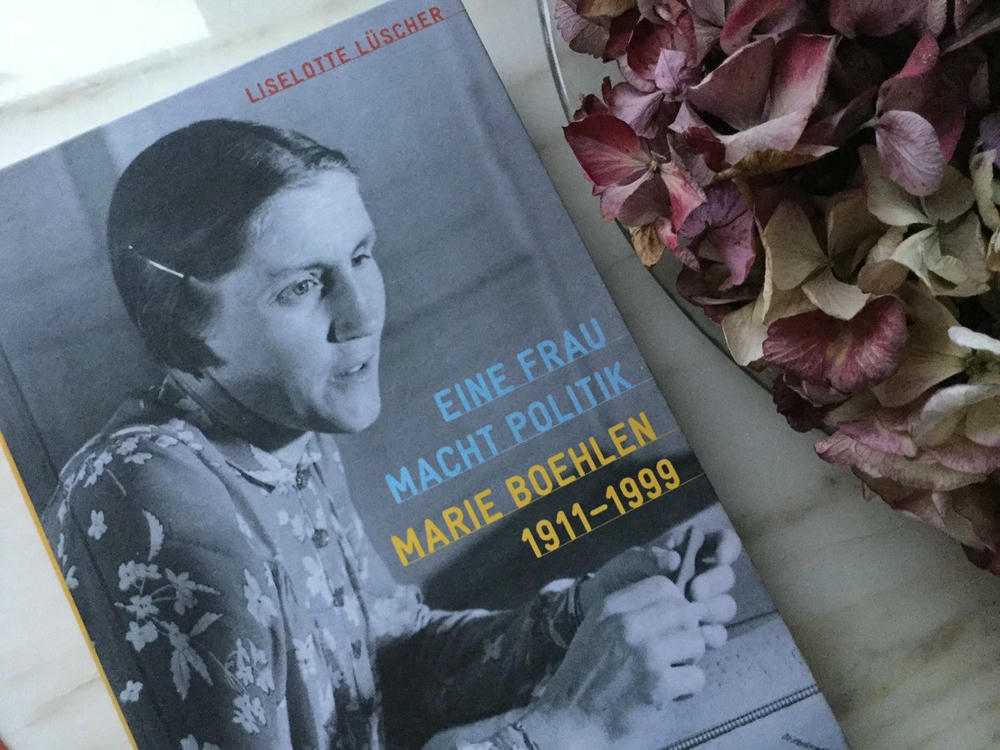 LISELOTTE LÜSCHER
EINE FRAU
MACHT POLITIK
MARIE BOEHLEN
1911–1999